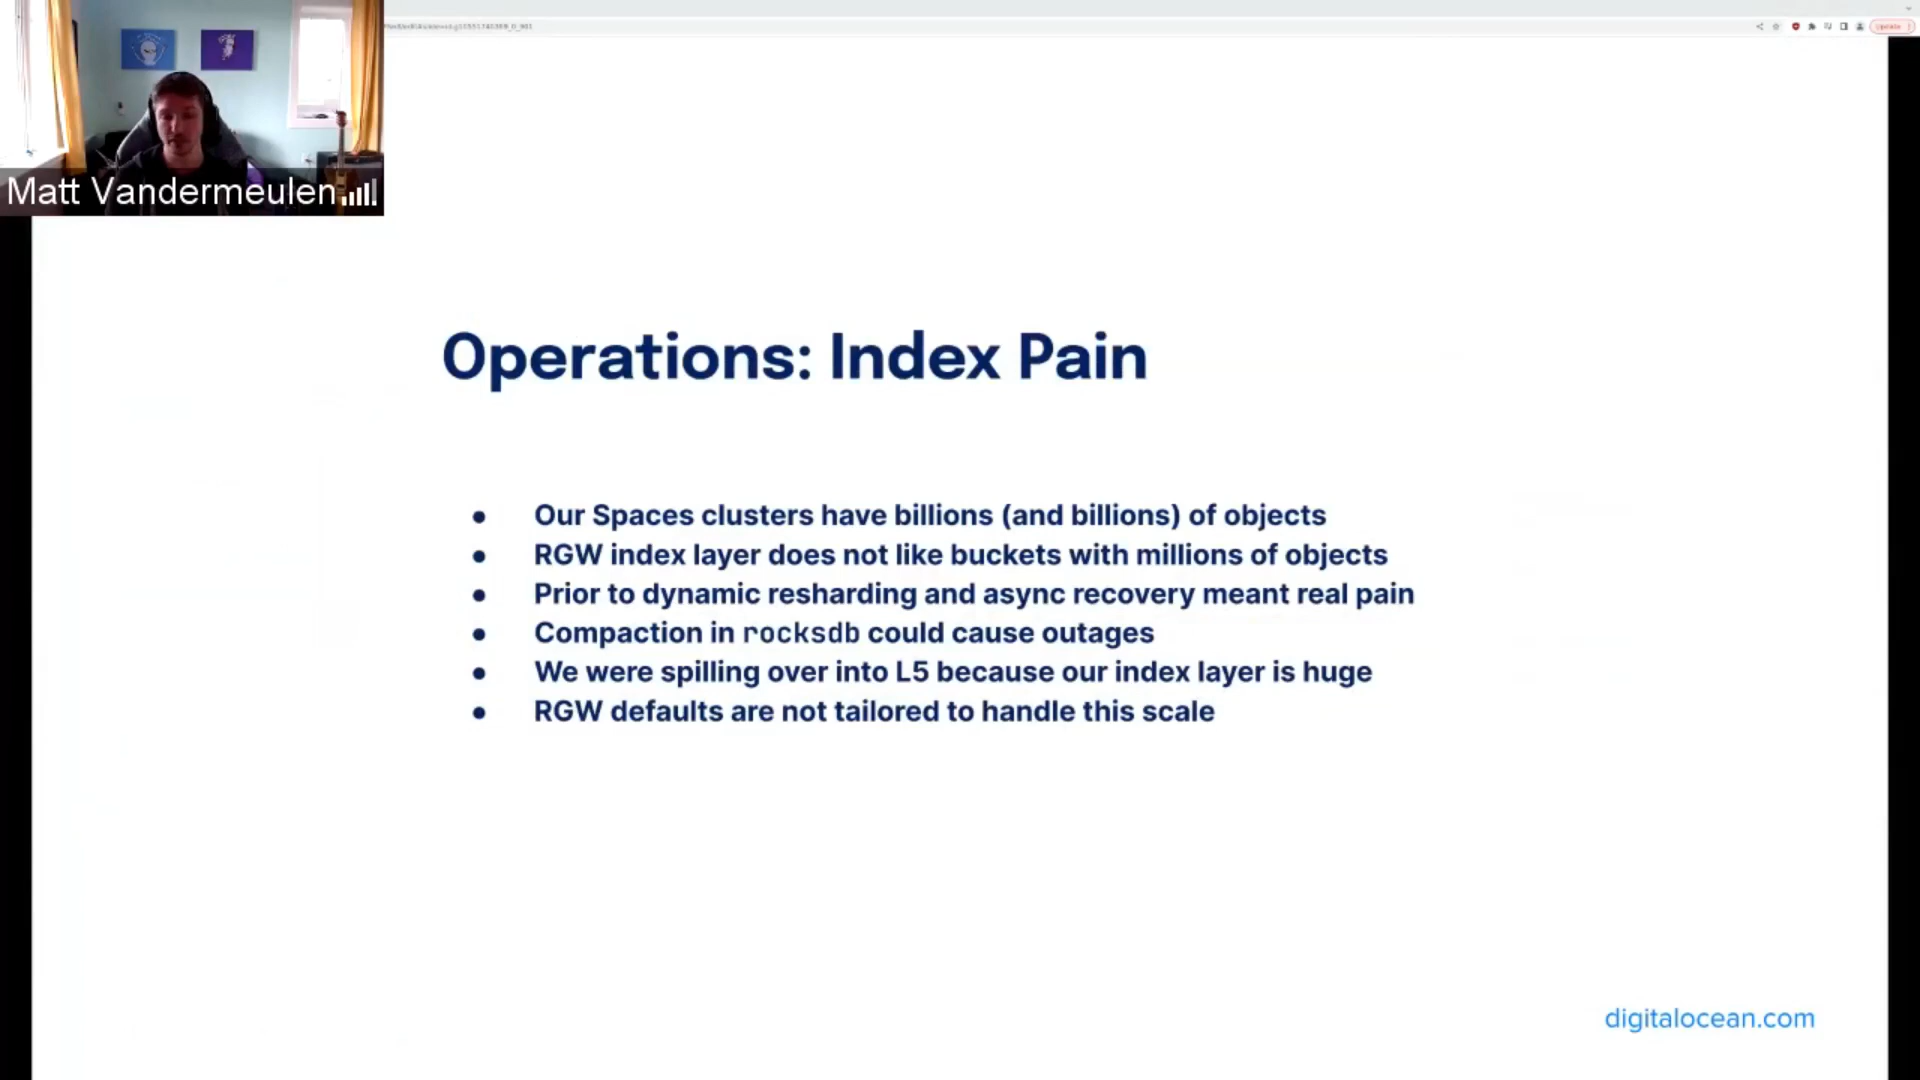 Matt Vandermeulen
Update
Operations: Index Pain
● Our Spaces clusters have billions (and billions) of objects
● RGW index layer does not like buckets with millions of objects
● Prior to dynamic resharding and async recovery meant real pain
● Compaction in rocksdb could cause outages
● We were spilling over into L5 because our index layer is huge
● RGW defaults are not tailored to handle this scale
digitalocean.com